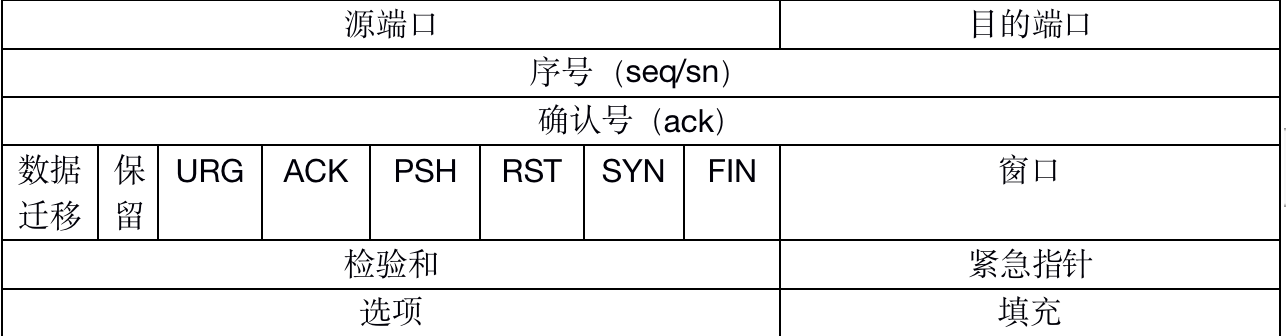 源端口 目的端口
序号（seq/sn）
确认号（ack）
数据 保 URG ACK PSH RST SYN FIN 窗口
迁移 留
检验和 紧急指针
选项 填充